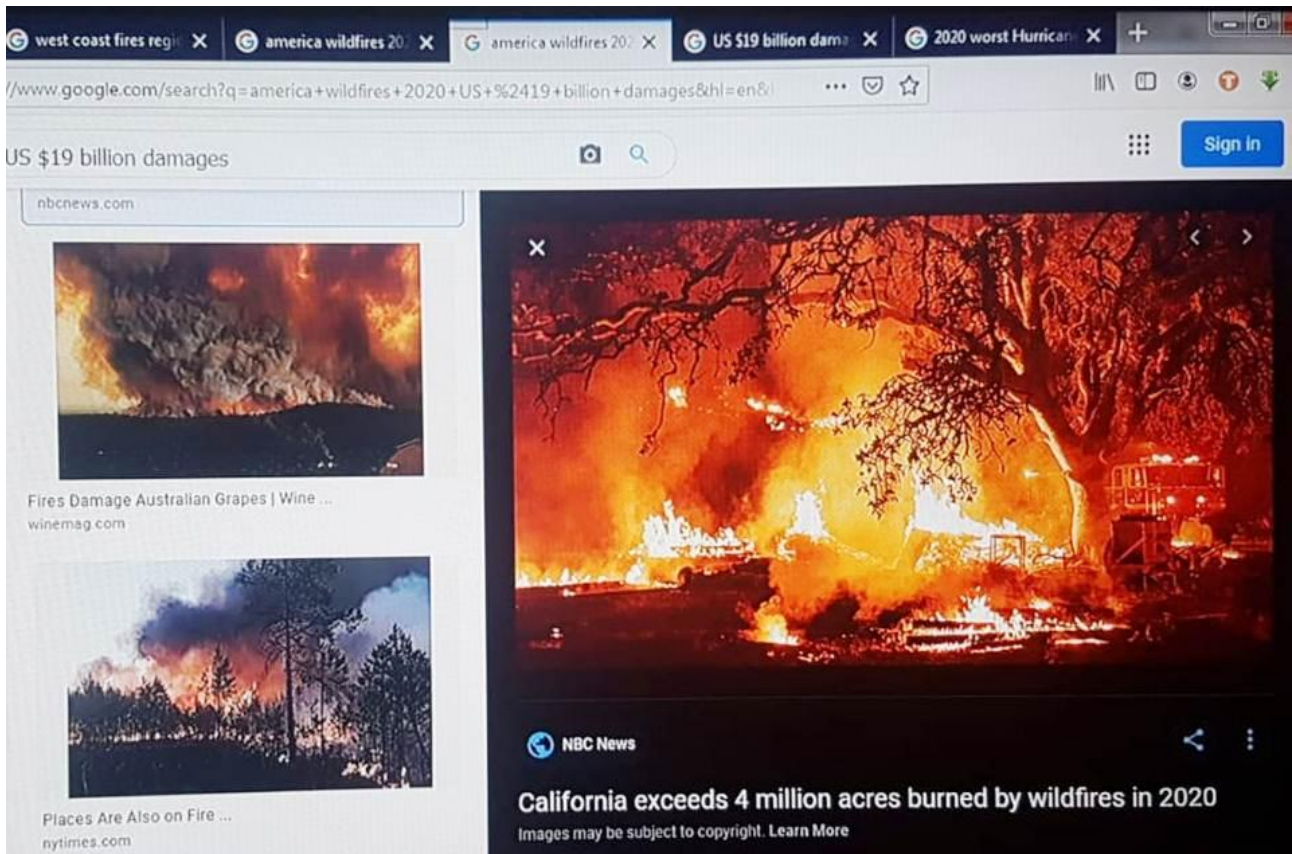 west coast fires regi
america wildfires 20
america wildfires 202
US $19 billion dama
2020 worst Hurrican
//www.google.com/search?q=america+wildfires+2020+US+%2419+billion+damages&hl=en&
US $19 billion damages
Sign in
nbcnews.com
Fires Damage Australian Grapes | Wine ...
winemag.com
Places Are Also on Fire ...
nytimes.com
NBC News
California exceeds 4 million acres burned by wildfires in 2020
Images may be subject to copyright. Learn More